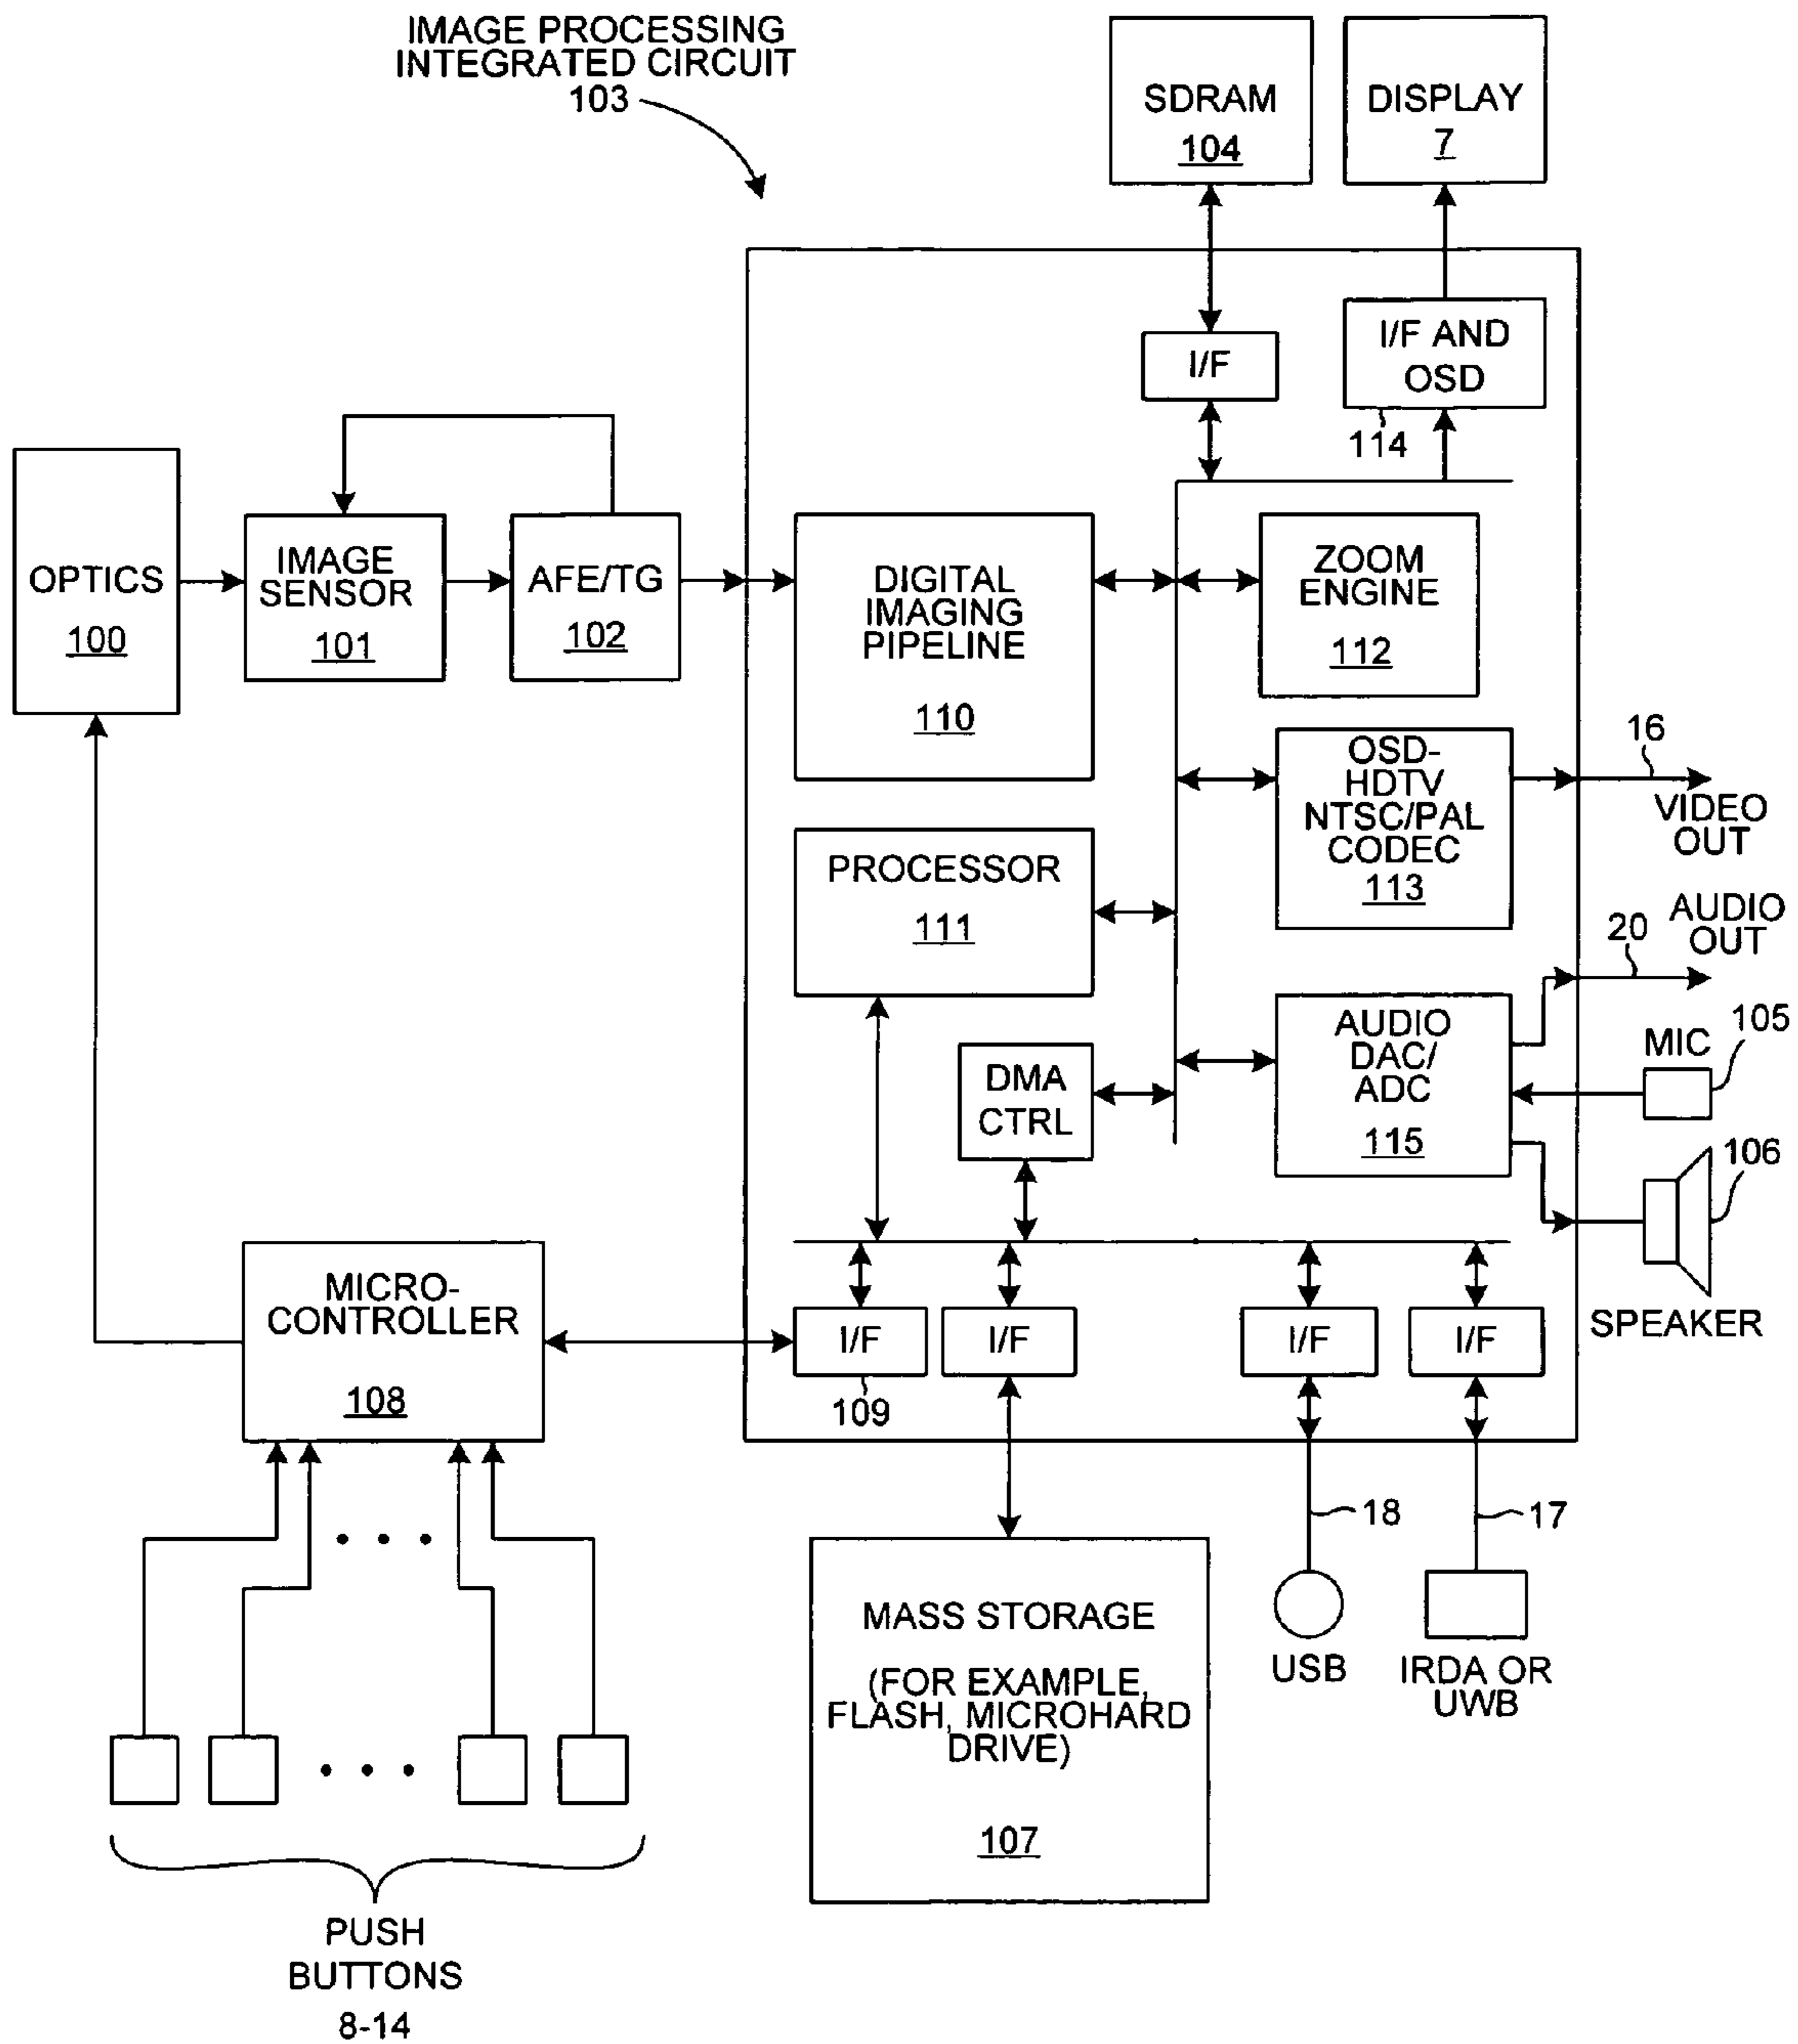 IMAGE PROCESSING
INTEGRATED CIRCUIT
103
SDRAM
104
DISPLAY
7
I/F
I/F AND
OSD
114
OPTICS
100
IMAGE
SENSOR
101
AFE/TG
102
DIGITAL
IMAGING
PIPELINE
110
ZOOM
ENGINE
112
OSD-
HDTV
NTSC/PAL
CODEC
113
16
VIDEO
OUT
PROCESSOR
111
20
AUDIO
OUT
DMA
CTRL
AUDIO
DAC/
ADC
115
MIC
105
106
SPEAKER
MICRO-
CONTROLLER
108
I/F
109
I/F
I/F
I/F
18
17
MASS STORAGE
(FOR EXAMPLE,
FLASH, MICROHARD
DRIVE)
107
USB
IRDA OR
UWB
PUSH
BUTTONS
8-14